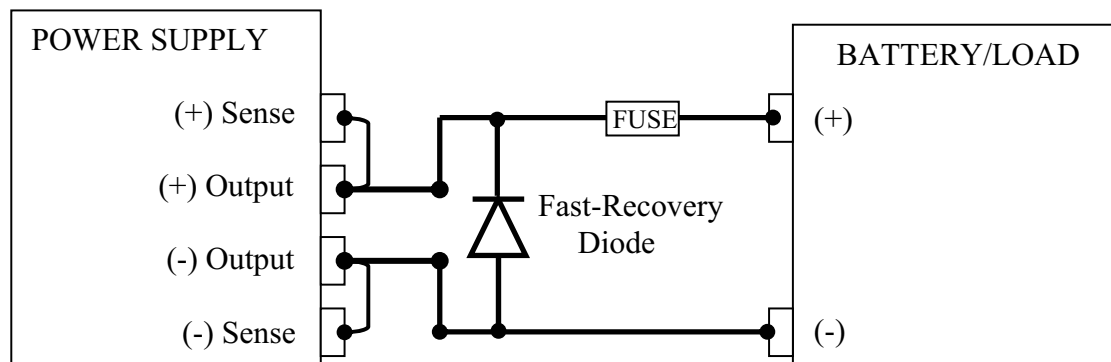 POWER SUPPLY
BATTERY/LOAD
(+) Sense
FUSE
(+)
(+) Output
Fast-Recovery
Diode
(-) Output
(-) Sense
(-)